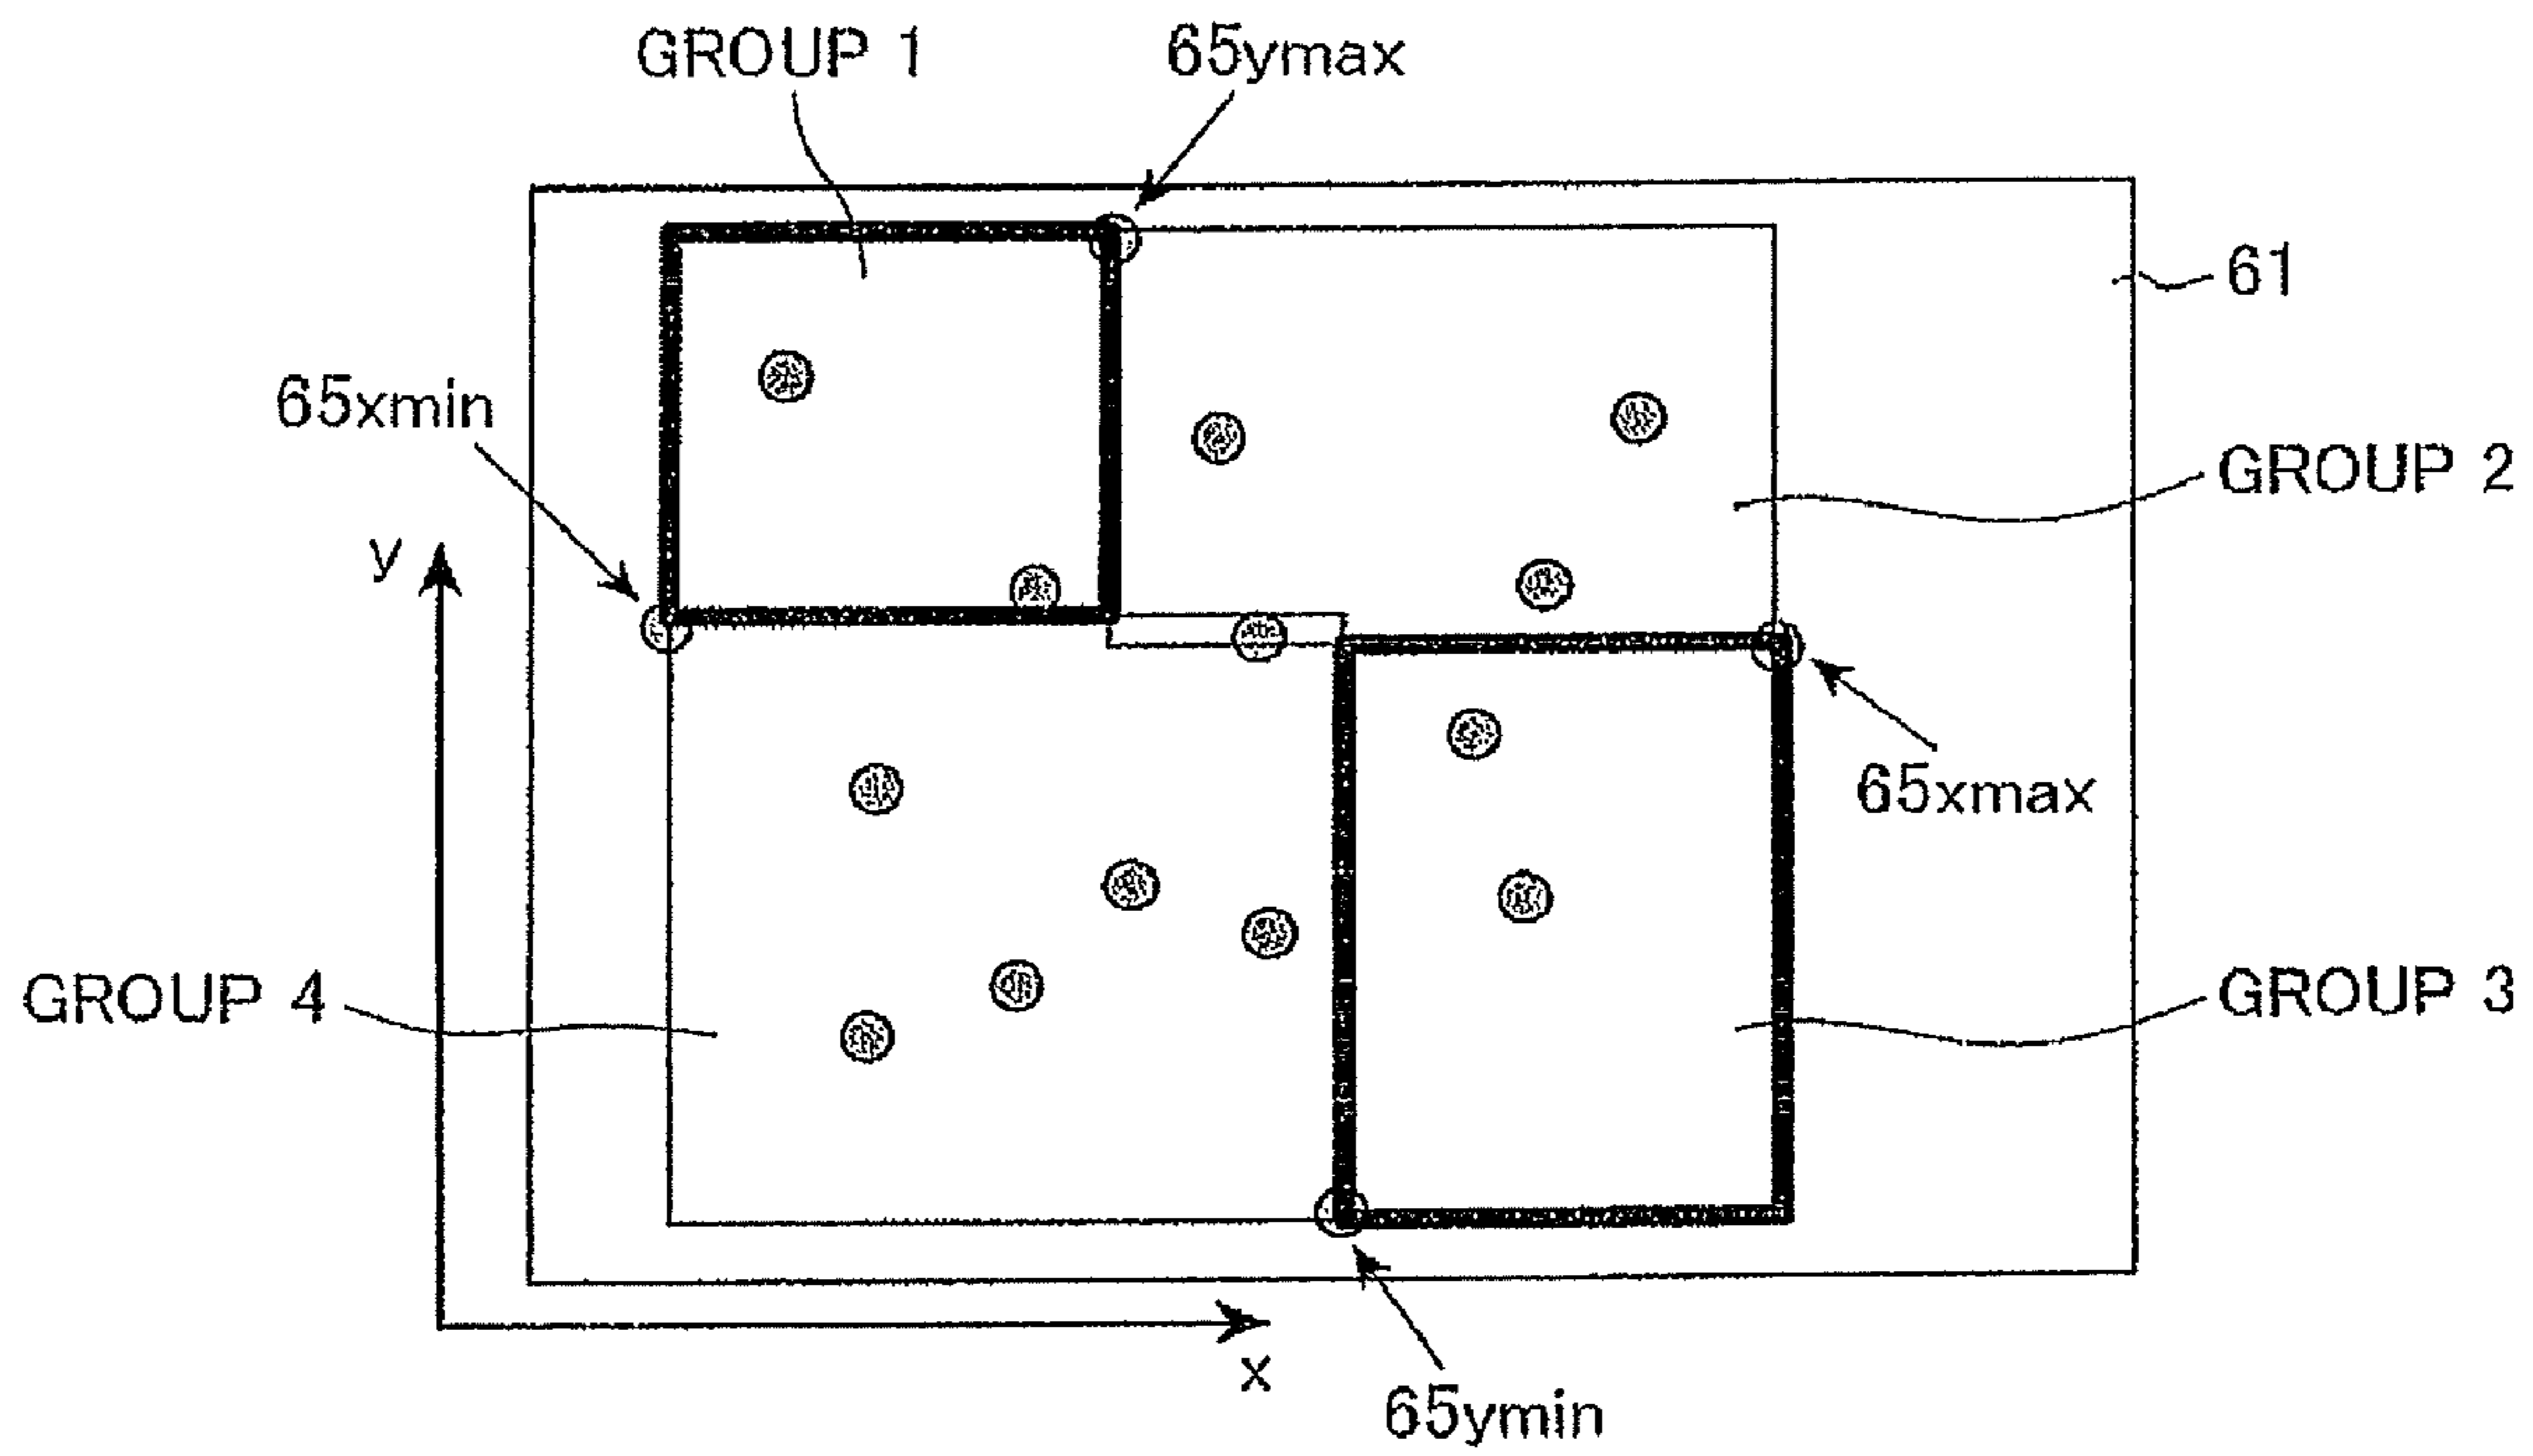 GROUP 1
65ymax
61
65xmin
GROUP 2
y
65xmax
GROUP 4
GROUP 3
x
65ymin